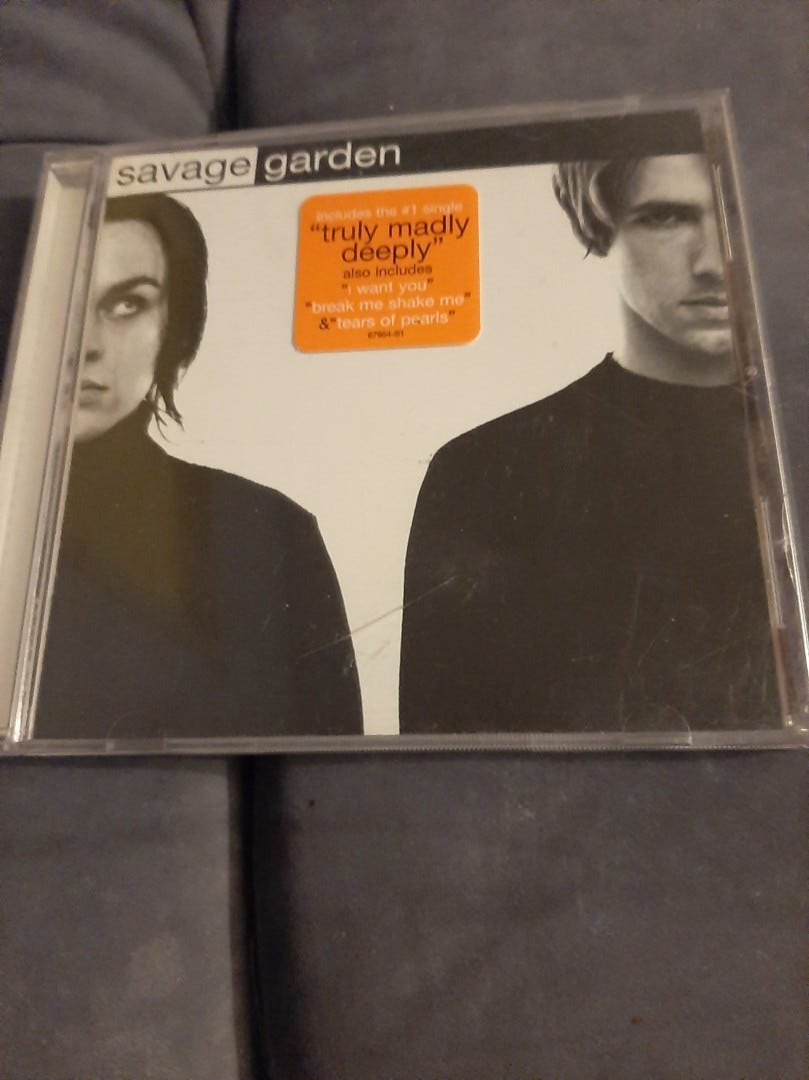 savage garden
includes the #1 single
"truly madly
deeply"
also includes
"i want you"
"break me shake me"
& "tears of pearls"